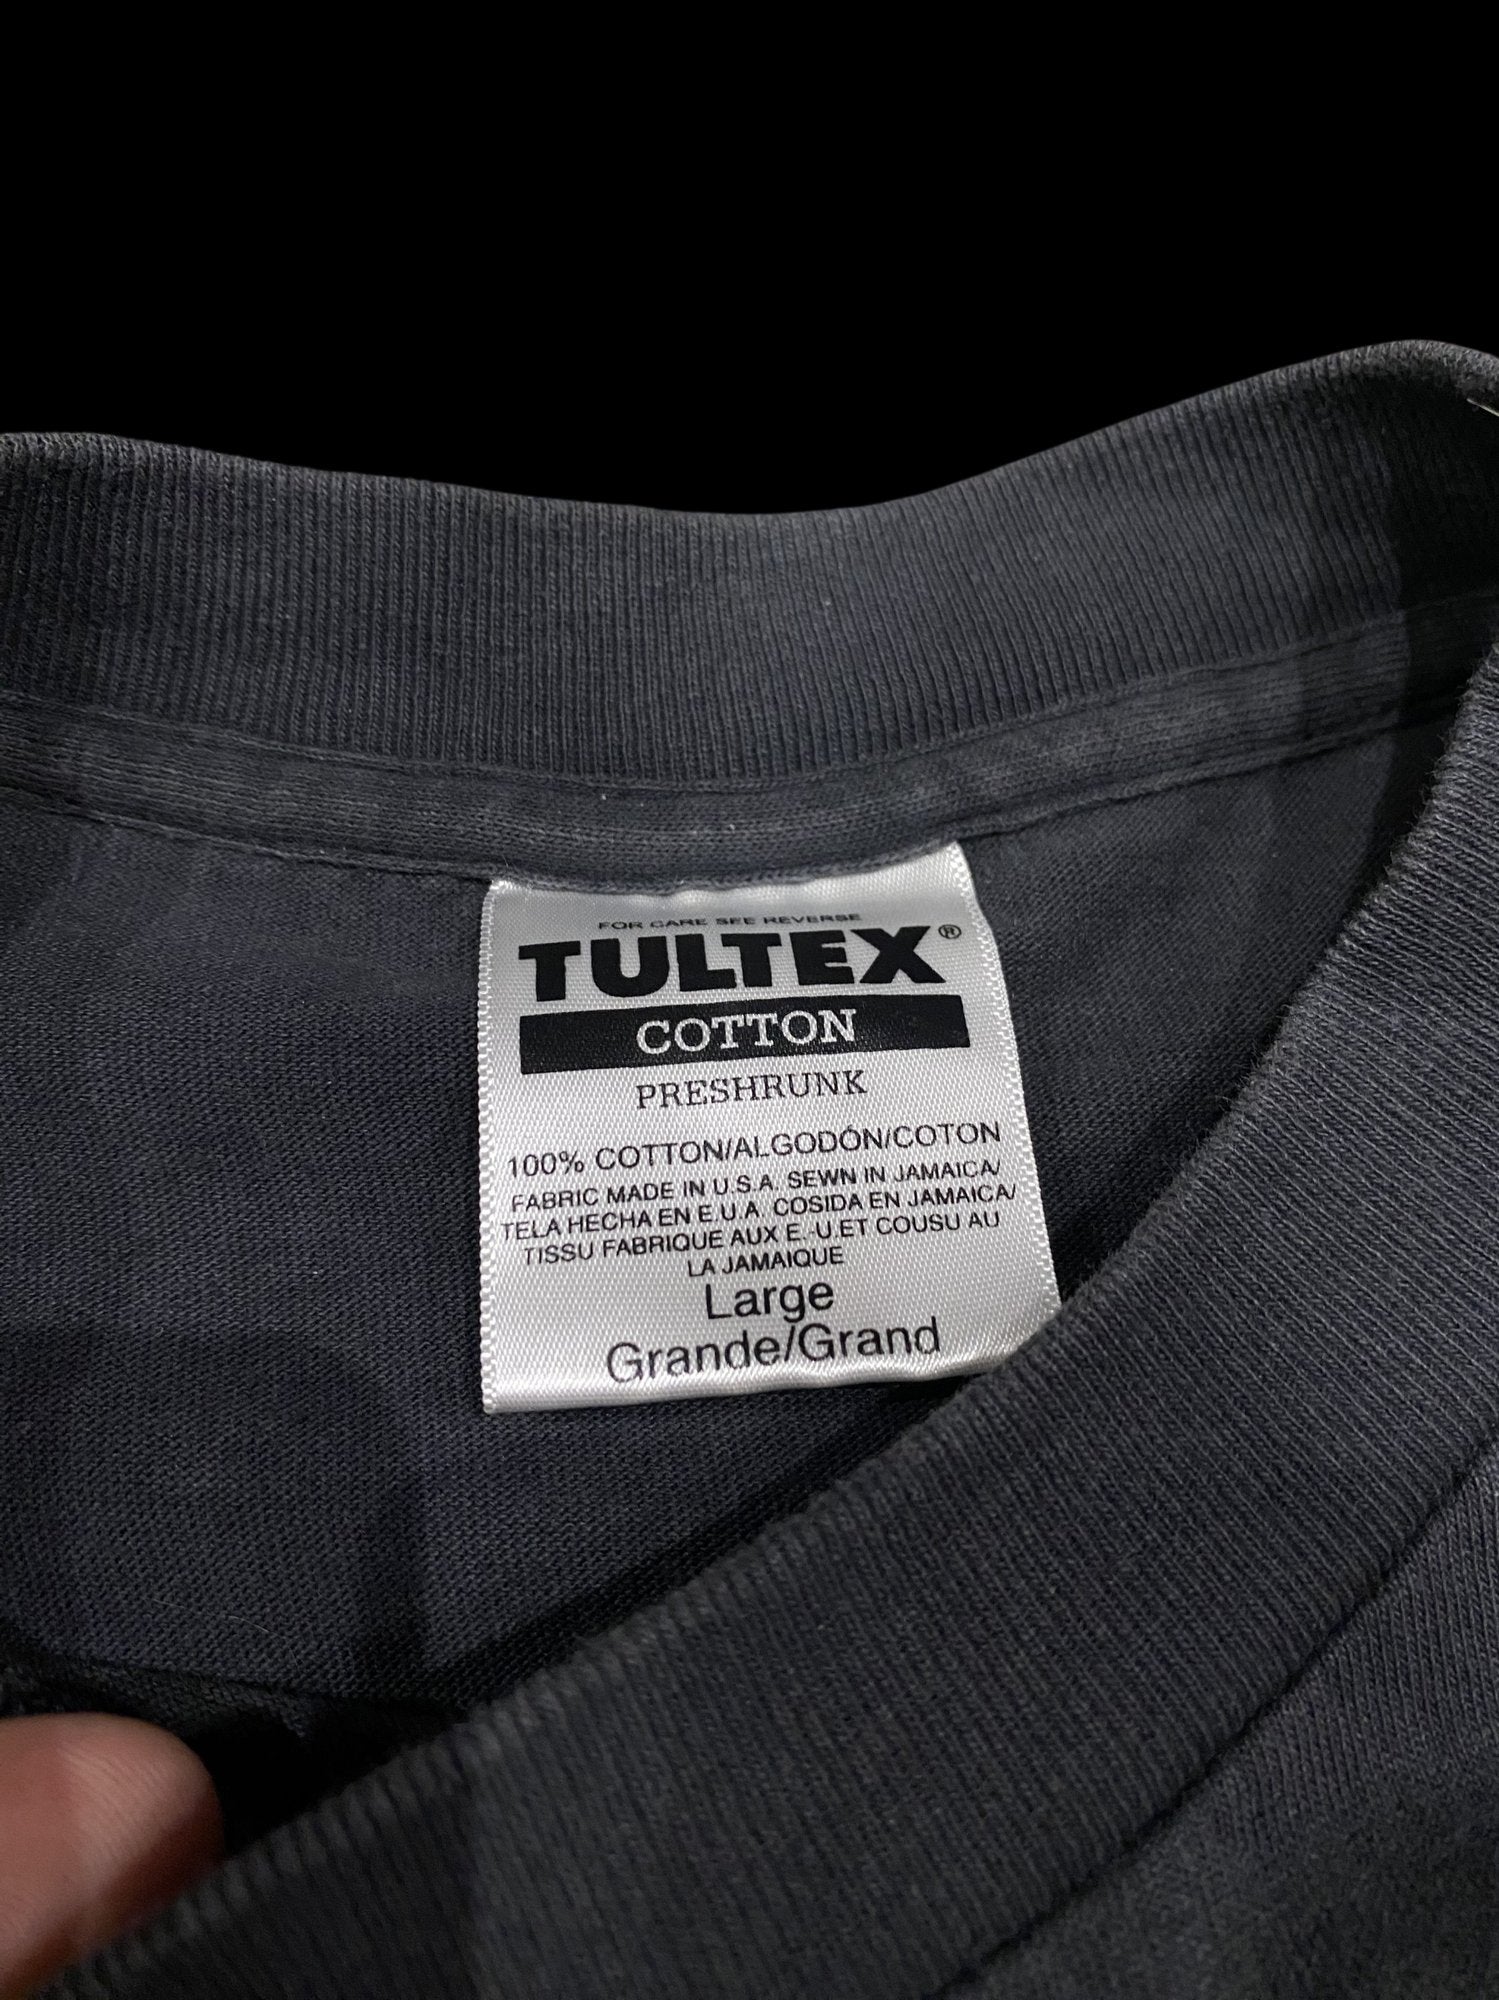 FOR CARE SEE REVERSE
TULTEX®
COTTON
PRESHRUNK
100% COTTON/ALGODÓN/COTON
FABRIC MADE IN U.S.A. SEWN IN JAMAICA/
TELA HECHA EN E.U.A. COSIDA EN JAMAICA/
TISSU FABRIQUE AUX E.-U.ET COUSU AU
LA JAMAIQUE
Large
Grande/Grand